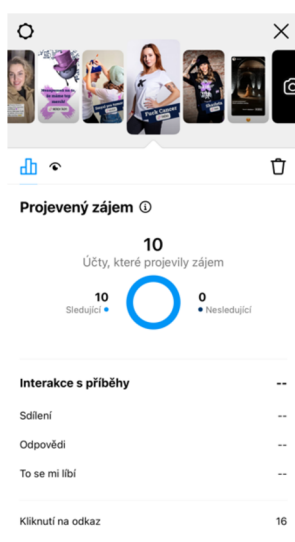 Fuck Cancer
Projevený zájem
10
Účty, které projevily zájem
10
Sledující
0
Nesledující
Interakce s příběhy
--
Sdílení
--
Odpovědi
--
To se mi líbí
--
Kliknutí na odkaz
16